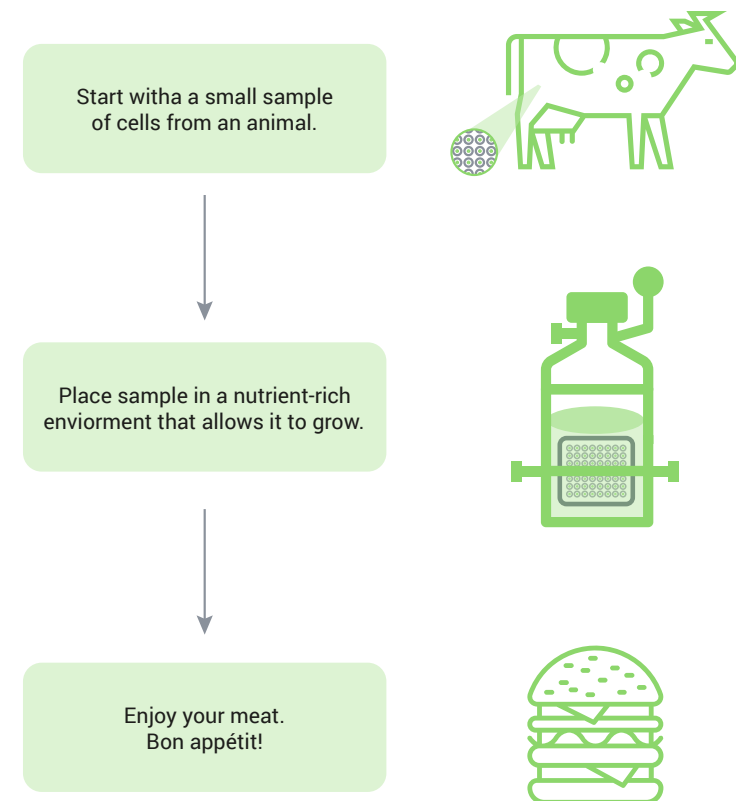 Start witha a small sample
of cells from an animal.
Place sample in a nutrient-rich
enviorment that allows it to grow.
Enjoy your meat.
Bon appétit!